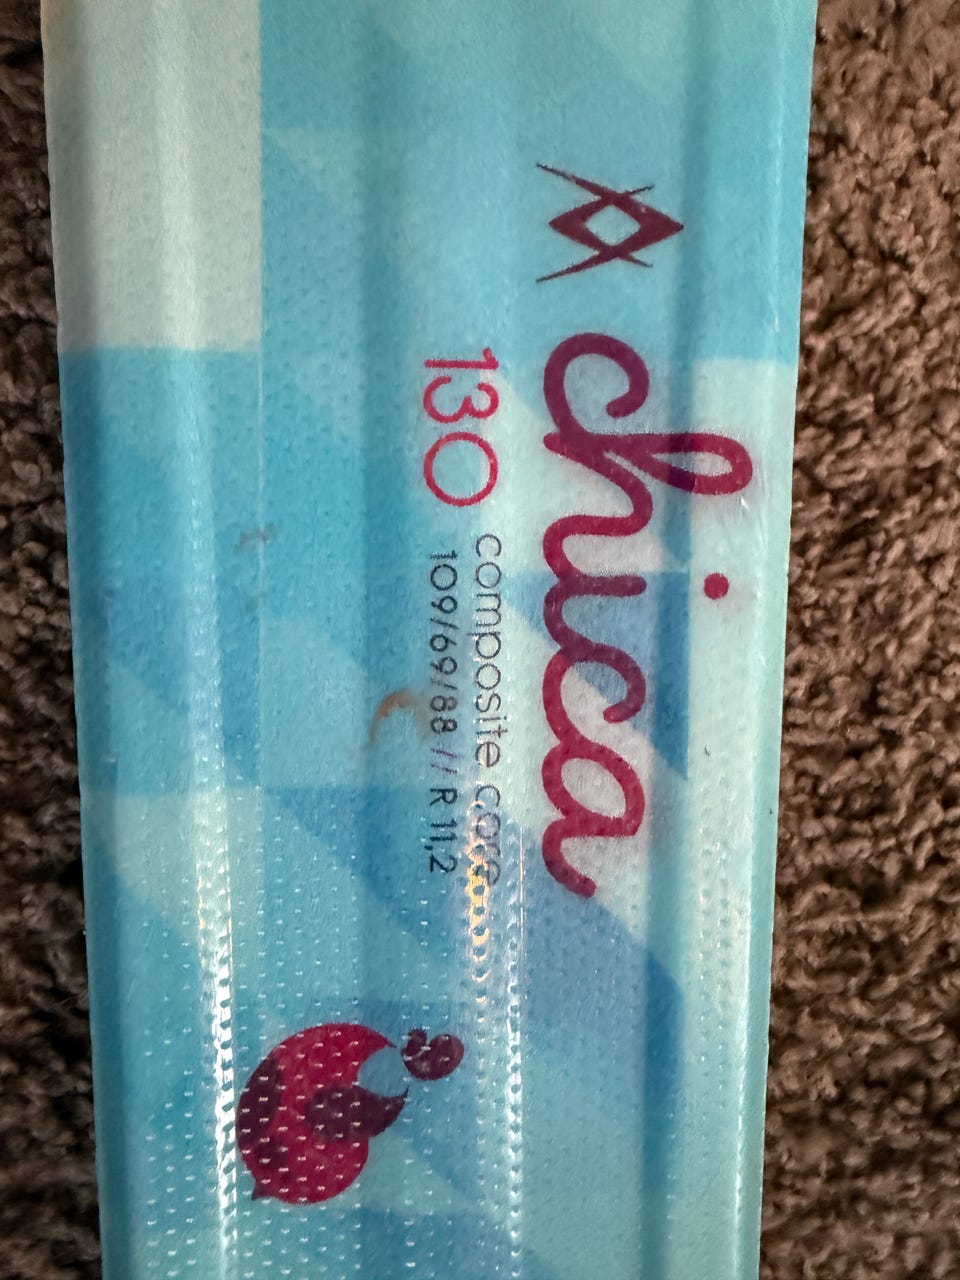 chica
130
composite core
109/69/88 // R 11,2